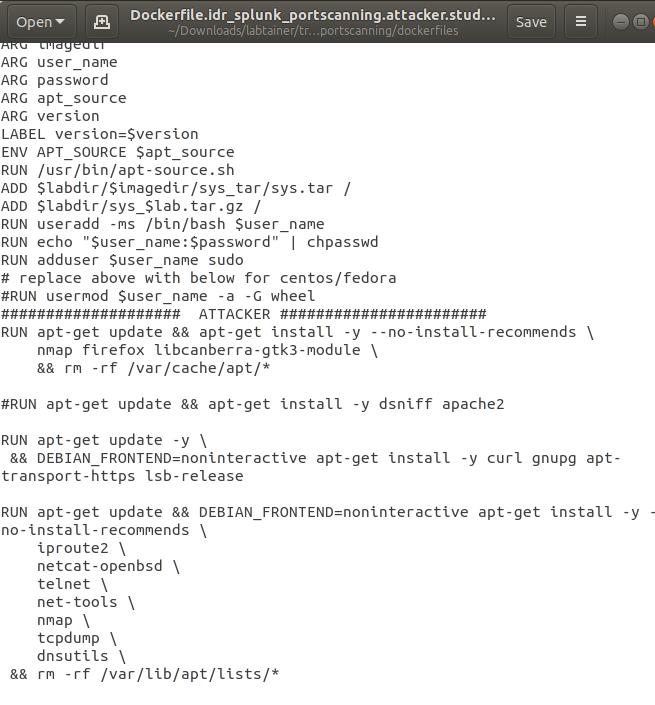 Open
Dockerfile.idr_splunk_portscanning.attacker.stud…
~/Downloads/labtainer/tr…portscanning/dockerfiles
Save
ARG imagedir
ARG user_name
ARG password
ARG apt_source
ARG version
LABEL version=$version
ENV APT_SOURCE $apt_source
RUN /usr/bin/apt-source.sh
ADD $labdir/$imagedir/sys_tar/sys.tar /
ADD $labdir/sys_$lab.tar.gz /
RUN useradd -ms /bin/bash $user_name
RUN echo "$user_name:$password" | chpasswd
RUN adduser $user_name sudo
# replace above with below for centos/fedora
#RUN usermod $user_name -a -G wheel
#################### ATTACKER #######################
RUN apt-get update && apt-get install -y --no-install-recommends \
nmap firefox libcanberra-gtk3-module \
&& rm -rf /var/cache/apt/*
#RUN apt-get update && apt-get install -y dsniff apache2
RUN apt-get update -y \
&& DEBIAN_FRONTEND=noninteractive apt-get install -y curl gnupg apt-
transport-https lsb-release
RUN apt-get update && DEBIAN_FRONTEND=noninteractive apt-get install -y -
no-install-recommends \
iproute2 \
netcat-openbsd \
telnet \
net-tools \
nmap \
tcpdump \
dnsutils \
&& rm -rf /var/lib/apt/lists/*